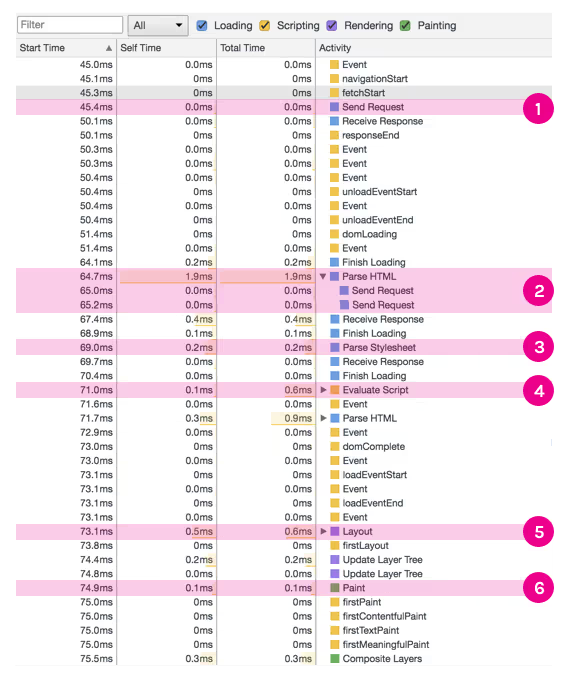 Filter All Loading Scripting Rendering Painting
Start Time Self Time Total Time Activity
45.0ms 0.0ms 0.0ms Event
45.1ms 0ms 0ms navigationStart
45.3ms 0ms 0ms fetchStart
45.4ms 0.0ms 0.0ms Send Request 1
50.1ms 0.0ms 0.0ms Receive Response
50.1ms 0ms 0ms responseEnd
50.3ms 0.0ms 0.0ms Event
50.3ms 0.0ms 0.0ms Event
50.4ms 0.0ms 0.0ms Event
50.4ms 0ms 0ms unloadEventStart
50.4ms 0.0ms 0.0ms Event
50.4ms 0ms 0ms unloadEventEnd
51.4ms 0ms 0ms domLoading
51.4ms 0.0ms 0.0ms Event
64.1ms 0.2ms 0.2ms Finish Loading
64.7ms 1.9ms 1.9ms Parse HTML
65.0ms 0.0ms 0.0ms Send Request 2
65.2ms 0.0ms 0.0ms Send Request
67.4ms 0.4ms 0.4ms Receive Response
68.9ms 0.1ms 0.1ms Finish Loading
69.0ms 0.2ms 0.2ms Parse Stylesheet 3
69.7ms 0.0ms 0.0ms Receive Response
70.4ms 0.0ms 0.0ms Finish Loading
71.0ms 0.1ms 0.6ms Evaluate Script 4
71.6ms 0.0ms 0.0ms Event
71.7ms 0.3ms 0.9ms Parse HTML
72.9ms 0.0ms 0.0ms Event
73.0ms 0ms 0ms domComplete
73.0ms 0.0ms 0.0ms Event
73.1ms 0ms 0ms loadEventStart
73.1ms 0.0ms 0.0ms Event
73.1ms 0ms 0ms loadEventEnd
73.1ms 0.0ms 0.0ms Event
73.1ms 0.5ms 0.6ms Layout 5
73.8ms 0ms 0ms firstLayout
74.4ms 0.2ms 0.2ms Update Layer Tree
74.8ms 0.0ms 0.0ms Update Layer Tree
74.9ms 0.1ms 0.1ms Paint 6
75.0ms 0ms 0ms firstPaint
75.0ms 0ms 0ms firstContentfulPaint
75.0ms 0ms 0ms firstTextPaint
75.0ms 0ms 0ms firstMeaningfulPaint
75.5ms 0.3ms 0.3ms Composite Layers